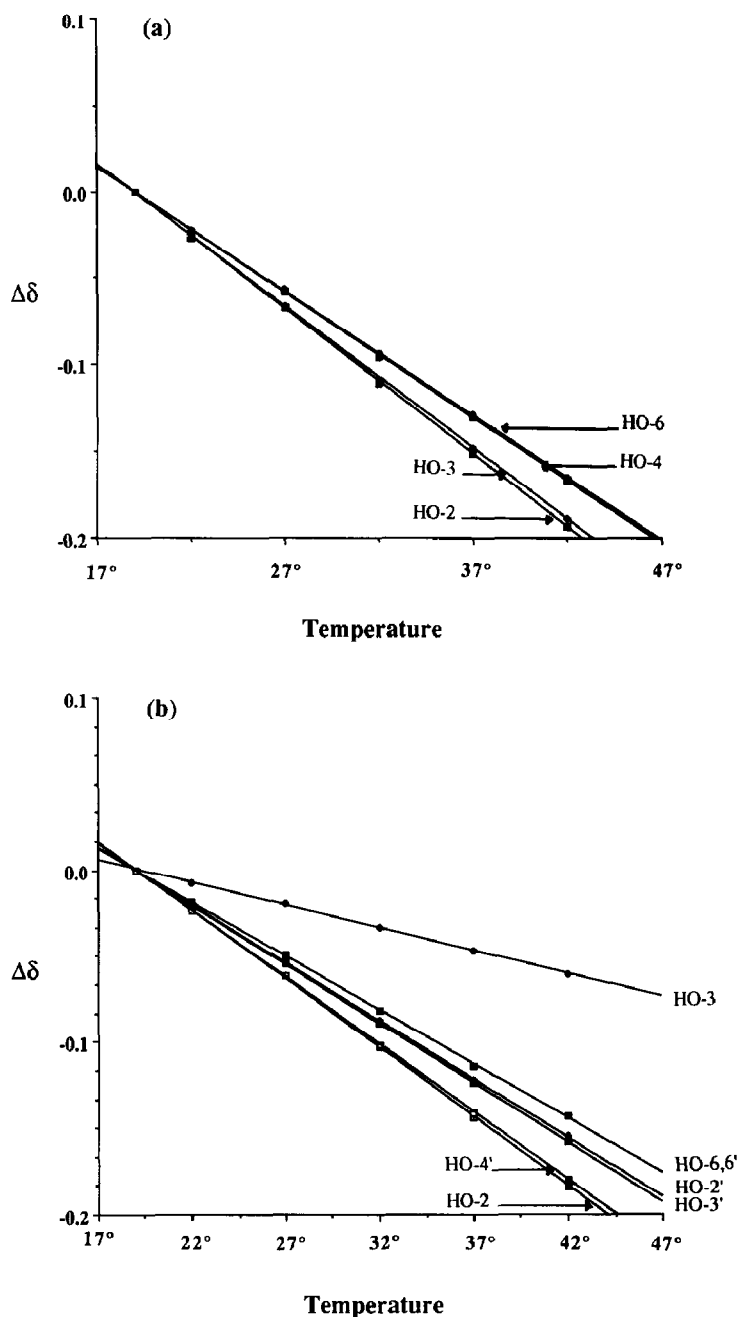 (a)
0.1
0.0
Δδ
-0.1
-0.2
HO-6
HO-4
HO-3
HO-2
17° 27° 37° 47°
Temperature
(b)
0.1
0.0
Δδ
-0.1
-0.2
HO-3
HO-6,6'
HO-2'
HO-3'
HO-4'
HO-2
17° 22° 27° 32° 37° 42° 47°
Temperature